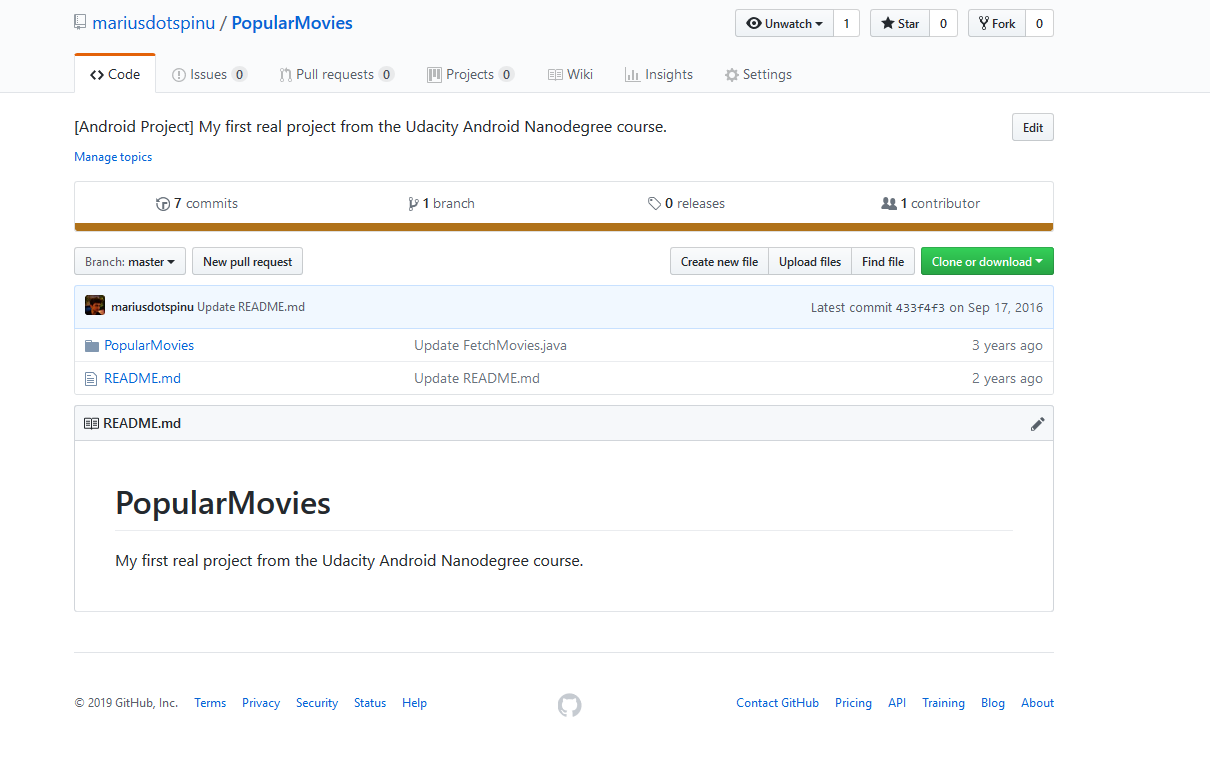 mariusdotspinu / PopularMovies Unwatch 1 Star 0 Fork 0
Code Issues 0 Pull requests 0 Projects 0 Wiki Insights Settings
[Android Project] My first real project from the Udacity Android Nanodegree course. Edit
Manage topics
7 commits 1 branch 0 releases 1 contributor
Branch: master New pull request Create new file Upload files Find file Clone or download
mariusdotspinu Update README.md Latest commit 433f4f3 on Sep 17, 2016
PopularMovies Update FetchMovies.java 3 years ago
README.md Update README.md 2 years ago
README.md
PopularMovies
My first real project from the Udacity Android Nanodegree course.
© 2019 GitHub, Inc. Terms Privacy Security Status Help Contact GitHub Pricing API Training Blog About